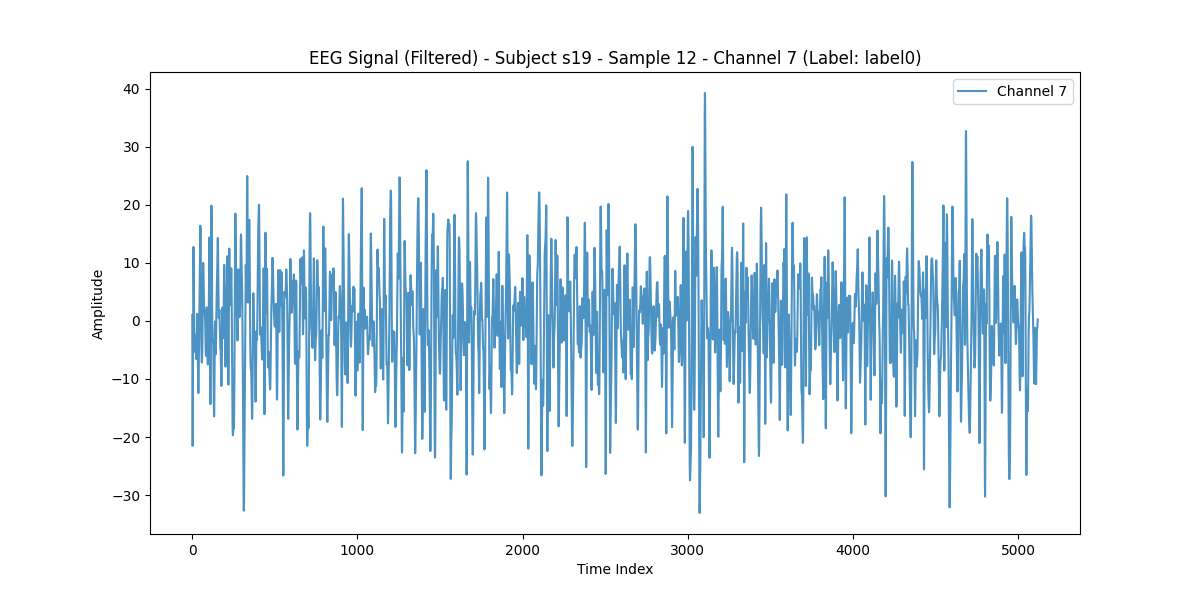 EEG Signal (Filtered) - Subject s19 - Sample 12 - Channel 7 (Label: label0)
Channel 7
40
30
20
10
0
−10
−20
−30
Amplitude
0 1000 2000 3000 4000 5000
Time Index